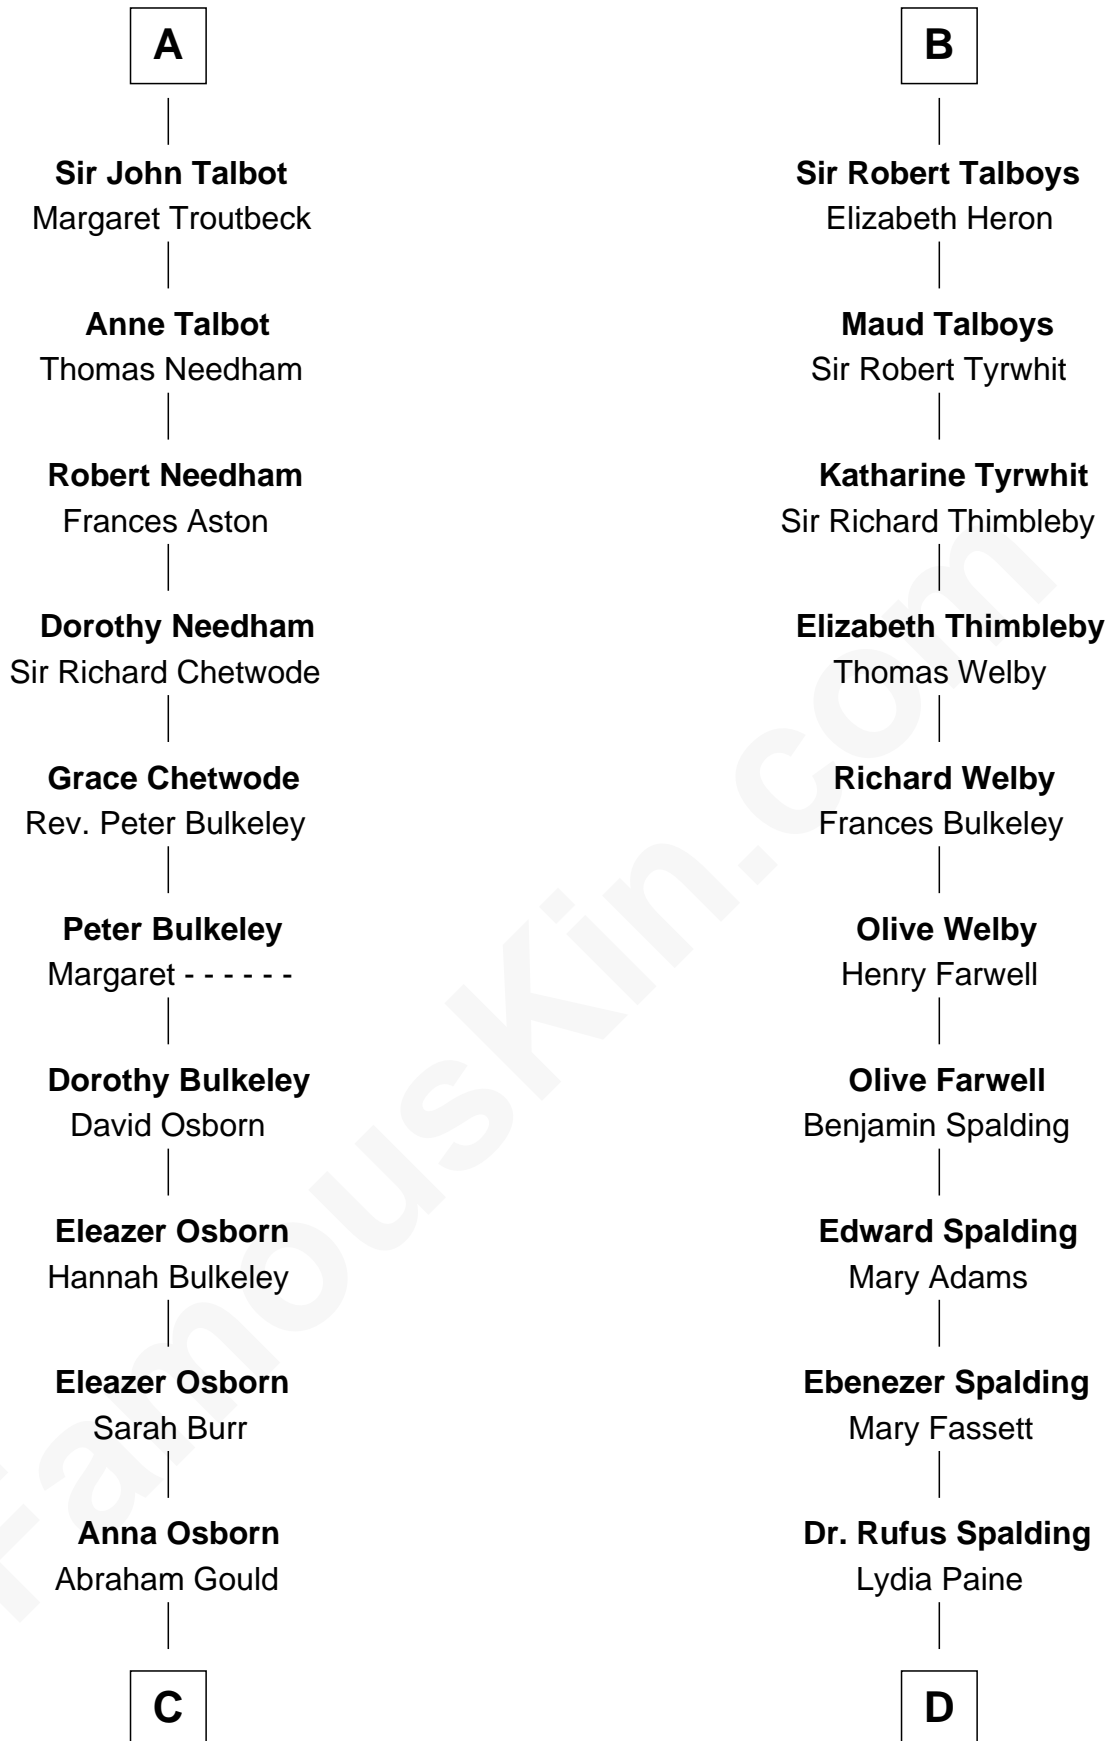 A
Sir John Talbot
Margaret Troutbeck
Anne Talbot
Thomas Needham
Robert Needham
Frances Aston
Dorothy Needham
Sir Richard Chetwode
Grace Chetwode
Rev. Peter Bulkeley
Peter Bulkeley
Margaret - - - - - -
Dorothy Bulkeley
David Osborn
Eleazer Osborn
Hannah Bulkeley
Eleazer Osborn
Sarah Burr
Anna Osborn
Abraham Gould
C
B
Sir Robert Talboys
Elizabeth Heron
Maud Talboys
Sir Robert Tyrwhit
Katharine Tyrwhit
Sir Richard Thimbleby
Elizabeth Thimbleby
Thomas Welby
Richard Welby
Frances Bulkeley
Olive Welby
Henry Farwell
Olive Farwell
Benjamin Spalding
Edward Spalding
Mary Adams
Ebenezer Spalding
Mary Fassett
Dr. Rufus Spalding
Lydia Paine
D
FamousKin.com